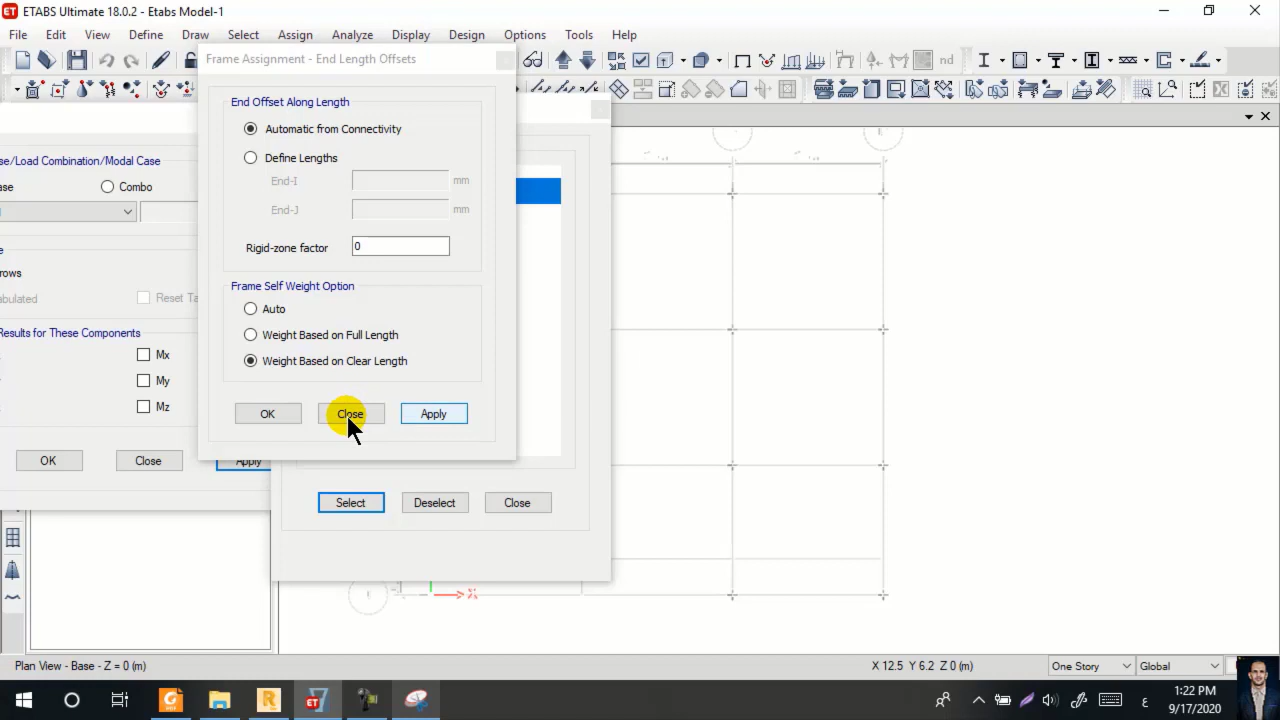 ETABS Ultimate 18.0.2 - Etabs Model-1
File Edit View Define Draw Select Assign Analyze Display Design Options Tools Help
nd
Frame Assignment - End Length Offsets
End Offset Along Length
Automatic from Connectivity
Define Lengths
End-I mm
End-J mm
Rigid-zone factor 0
Frame Self Weight Option
Auto
Weight Based on Full Length
Weight Based on Clear Length
OK Close Apply
se/Load Combination/Modal Case
ase Combo
e
rows
abulated Reset Ta
Results for These Components
Mx
My
Mz
OK Close Apply
Select Deselect Close
X
Plan View - Base - Z = 0 (m) X 12.5 Y 6.2 Z 0 (m) One Story Global
ع 1:22 PM
9/17/2020